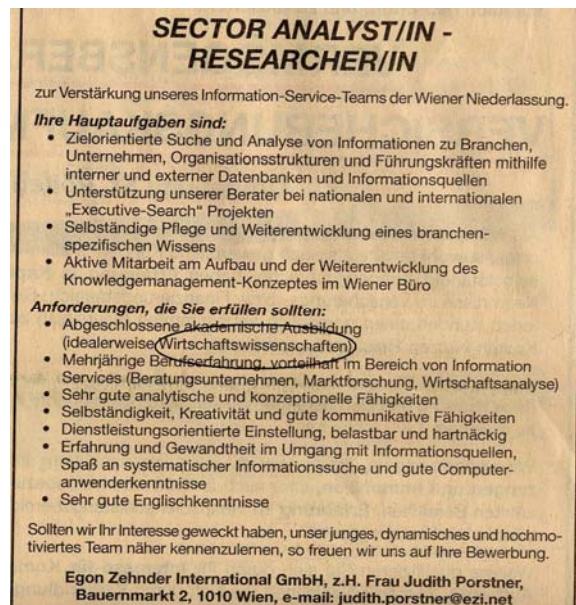 SECTOR ANALYST/IN -
RESEARCHER/IN
zur Verstärkung unseres Information-Service-Teams der Wiener Niederlassung.
Ihre Hauptaufgaben sind:
• Zielorientierte Suche und Analyse von Informationen zu Branchen,
Unternehmen, Organisationsstrukturen und Führungskräften mithilfe
interner und externer Datenbanken und Informationsquellen
• Unterstützung unserer Berater bei nationalen und internationalen
„Executive-Search" Projekten
• Selbständige Pflege und Weiterentwicklung eines branchen-
spezifischen Wissens
• Aktive Mitarbeit am Aufbau und der Weiterentwicklung des
Knowledgemanagement-Konzeptes im Wiener Büro
Anforderungen, die Sie erfüllen sollten:
• Abgeschlossene akademische Ausbildung
(idealerweise Wirtschaftswissenschaften)
• Mehrjährige Berufserfahrung, vorteilhaft im Bereich von Information
Services (Beratungsunternehmen, Marktforschung, Wirtschaftsanalyse)
• Sehr gute analytische und konzeptionelle Fähigkeiten
• Selbständigkeit, Kreativität und gute kommunikative Fähigkeiten
• Dienstleistungsorientierte Einstellung, belastbar und hartnäckig
• Erfahrung und Gewandtheit im Umgang mit Informationsquellen,
Spaß an systematischer Informationssuche und gute Computer-
anwenderkenntnisse
• Sehr gute Englischkenntnisse
Sollten wir Ihr Interesse geweckt haben, unser junges, dynamisches und hochmo-
tiviertes Team näher kennenzulernen, so freuen wir uns auf Ihre Bewerbung.
Egon Zehnder International GmbH, z.H. Frau Judith Porstner,
Bauernmarkt 2, 1010 Wien, e-mail: judith.porstner@ezi.net